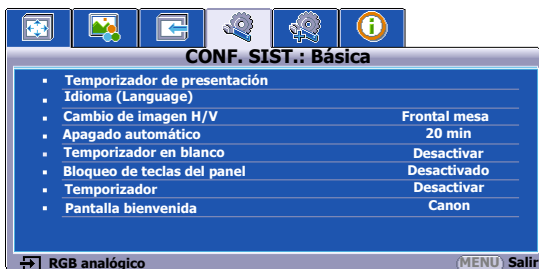 CONF. SIST.: Básica
Temporizador de presentación
Idioma (Language)
Cambio de imagen H/V Frontal mesa
Apagado automático 20 min
Temporizador en blanco Desactivar
Bloqueo de teclas del panel Desactivado
Temporizador Desactivar
Pantalla bienvenida Canon
RGB analógico MENU Salir